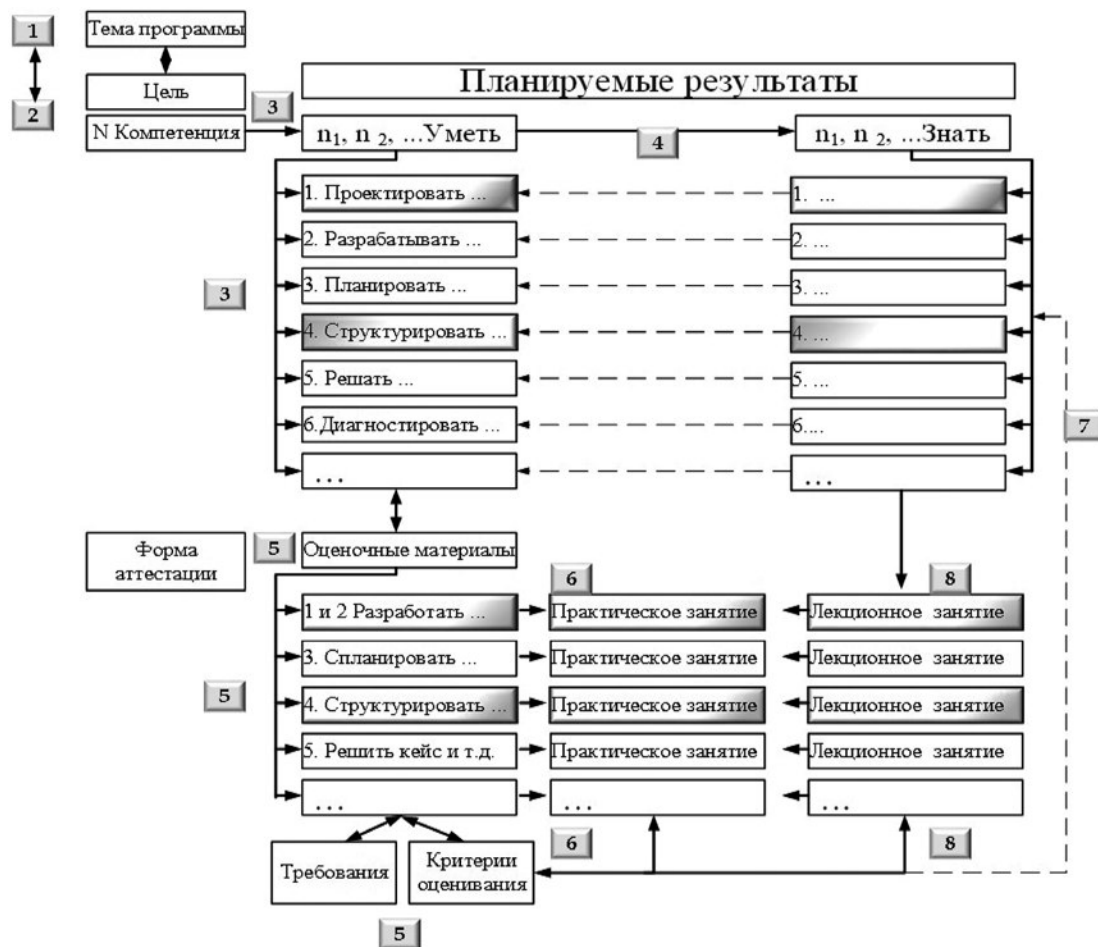 1
Тема программы
2
Цель
Планируемые результаты
3
N Компетенция
n₁, n ₂, ...Уметь
4
n₁, n ₂, ...Знать
1. Проектировать ...
1. ...
2. Разрабатывать ...
2. ...
3
3. Планировать ...
3. ...
4. Структурировать ...
4. ...
5. Решать ...
5. ...
6.Диагностировать ...
6....
7
...
...
Форма
аттестации
5
Оценочные материалы
6
8
1 и 2 Разработать ...
Практическое занятие
Лекционное занятие
3. Спланировать ...
Практическое занятие
Лекционное занятие
5
4. Структурировать ...
Практическое занятие
Лекционное занятие
5. Решить кейс и т.д.
Практическое занятие
Лекционное занятие
...
...
...
6
8
Требования
Критерии
оценивания
5